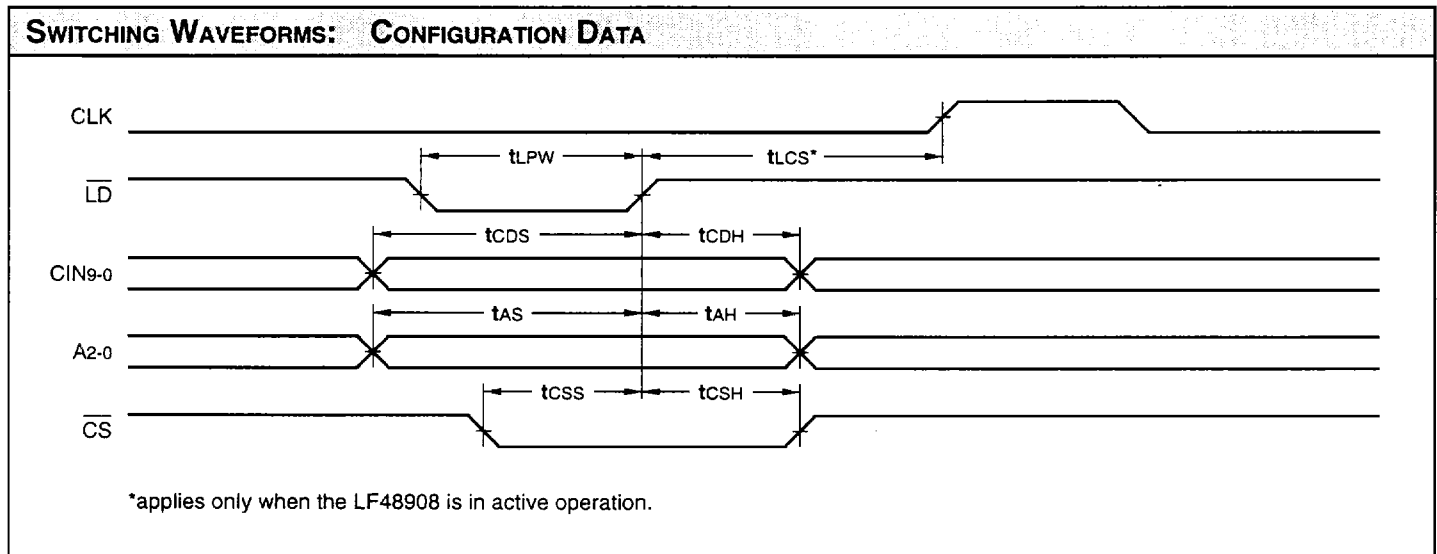 SWITCHING WAVEFORMS: CONFIGURATION DATA
CLK
tLPW tLCS*
LD
tCDS tCDH
CIN9-0
tAS tAH
A2-0
tCSS tCSH
CS
*applies only when the LF48908 is in active operation.